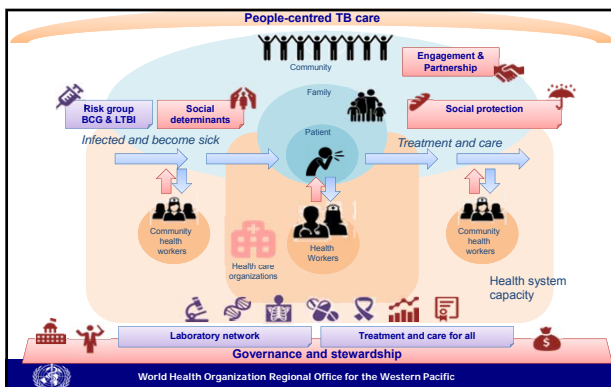 People-centred TB care
Community
Engagement &
Partnership
Family
Risk group
BCG & LTBI
Social
determinants
Social protection
Patient
Infected and become sick
Treatment and care
Community
health
workers
Health care
organizations
Health
Workers
Community
health
workers
Health system
capacity
Laboratory network
Treatment and care for all
$
Governance and stewardship
World Health Organization Regional Office for the Western Pacific